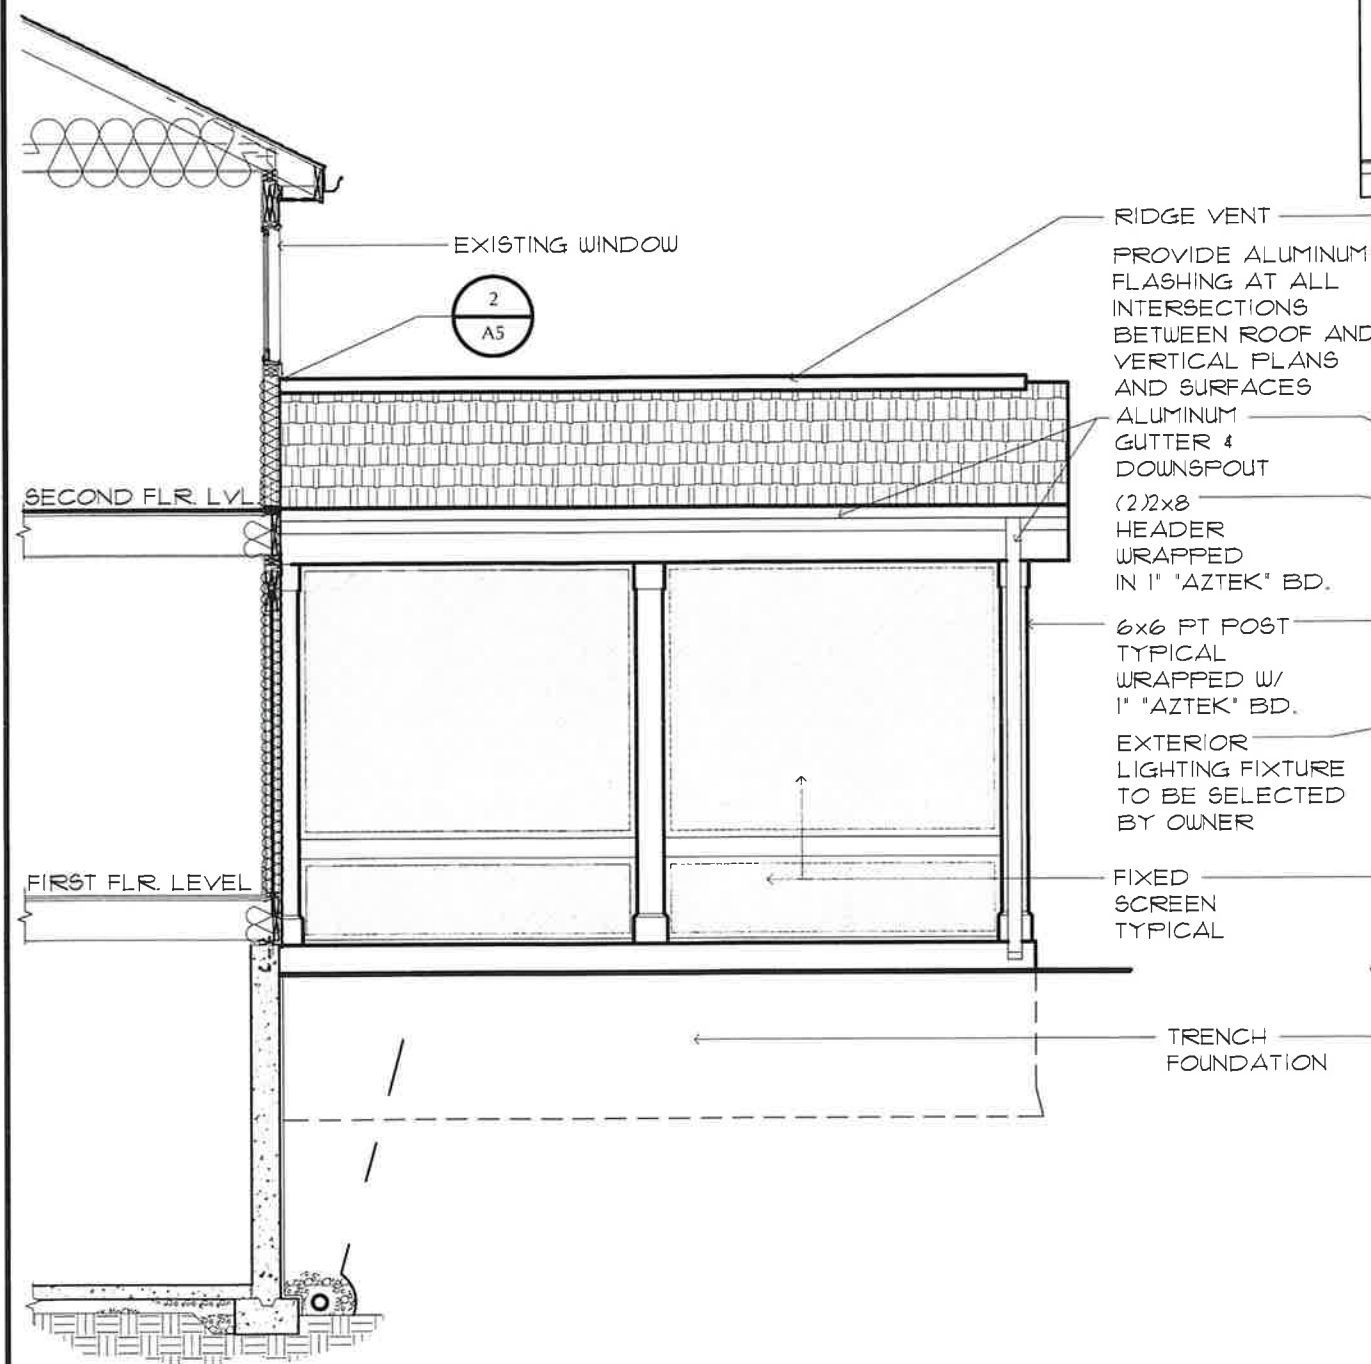 EXISTING WINDOW
2
A5
SECOND FLR. LVL.
FIRST FLR. LEVEL
RIDGE VENT
PROVIDE ALUMINUM
FLASHING AT ALL
INTERSECTIONS
BETWEEN ROOF AND
VERTICAL PLANS
AND SURFACES
ALUMINUM
GUTTER &
DOWNSPOUT
(2)2x8
HEADER
WRAPPED
IN 1" "AZTEK" BD.
6x6 PT POST
TYPICAL
WRAPPED W/
1" "AZTEK" BD.
EXTERIOR
LIGHTING FIXTURE
TO BE SELECTED
BY OWNER
FIXED
SCREEN
TYPICAL
TRENCH
FOUNDATION